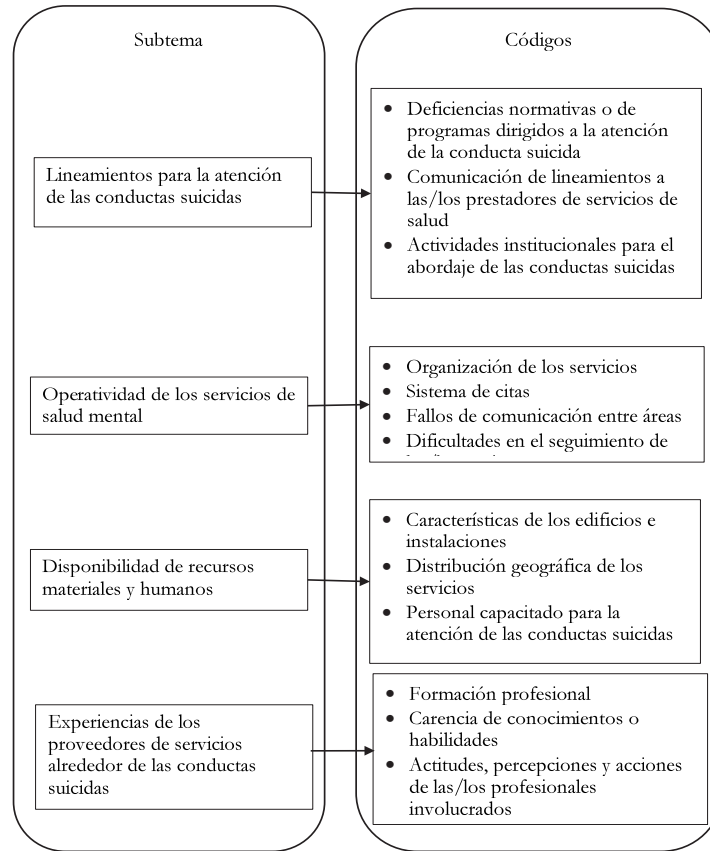 Subtema
Códigos
Lineamientos para la atención
de las conductas suicidas
• Deficiencias normativas o de
programas dirigidos a la atención
de la conducta suicida
• Comunicación de lineamientos a
las/los prestadores de servicios de
salud
• Actividades institucionales para el
abordaje de las conductas suicidas
Operatividad de los servicios de
salud mental
• Organización de los servicios
• Sistema de citas
• Fallos de comunicación entre áreas
• Dificultades en el seguimiento de
Disponibilidad de recursos
materiales y humanos
• Características de los edificios e
instalaciones
• Distribución geográfica de los
servicios
• Personal capacitado para la
atención de las conductas suicidas
Experiencias de los
proveedores de servicios
alrededor de las conductas
suicidas
• Formación profesional
• Carencia de conocimientos o
habilidades
• Actitudes, percepciones y acciones
de las/los profesionales
involucrados